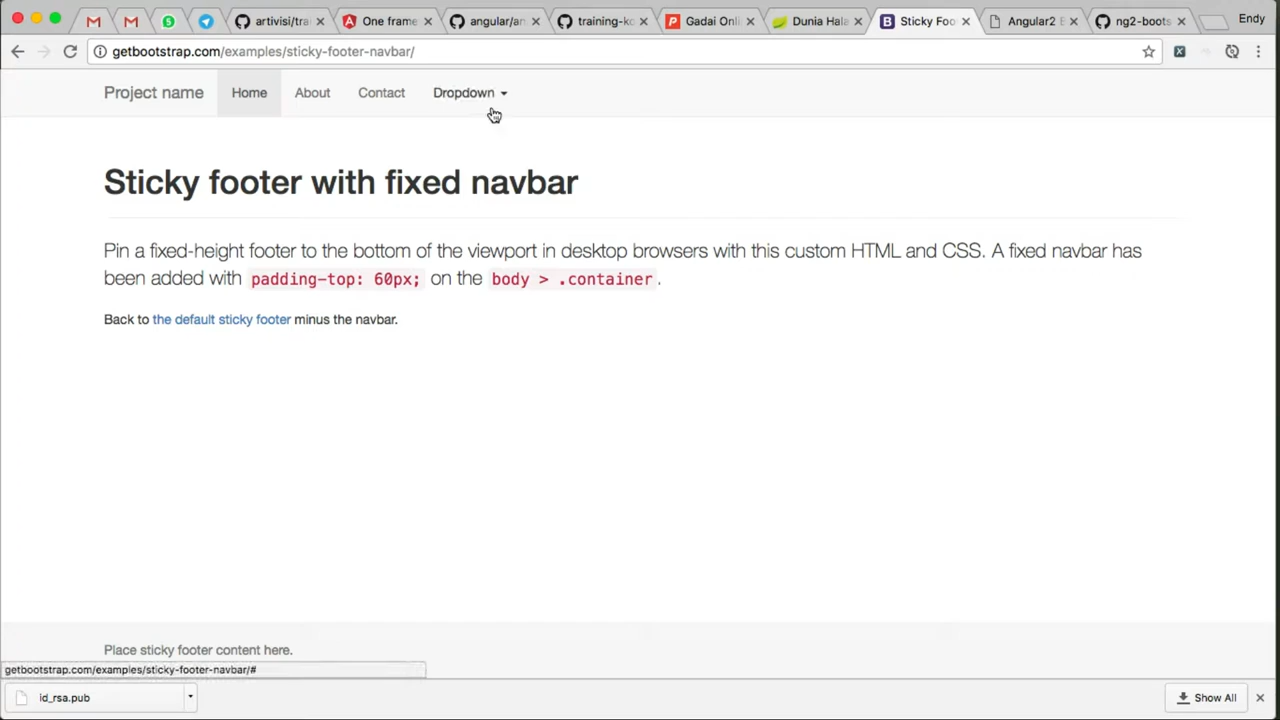 artivisi/tra
One frame
angular/an
training-ko
Gadai Onli
Dunia Hala
Sticky Foo
Angular2 E
ng2-boots
Endy
getbootstrap.com/examples/sticky-footer-navbar/
Project name Home About Contact Dropdown
Sticky footer with fixed navbar
Pin a fixed-height footer to the bottom of the viewport in desktop browsers with this custom HTML and CSS. A fixed navbar has
been added with padding-top: 60px; on the body > .container.
Back to the default sticky footer minus the navbar.
Place sticky footer content here.
getbootstrap.com/examples/sticky-footer-navbar/#
id_rsa.pub
Show All